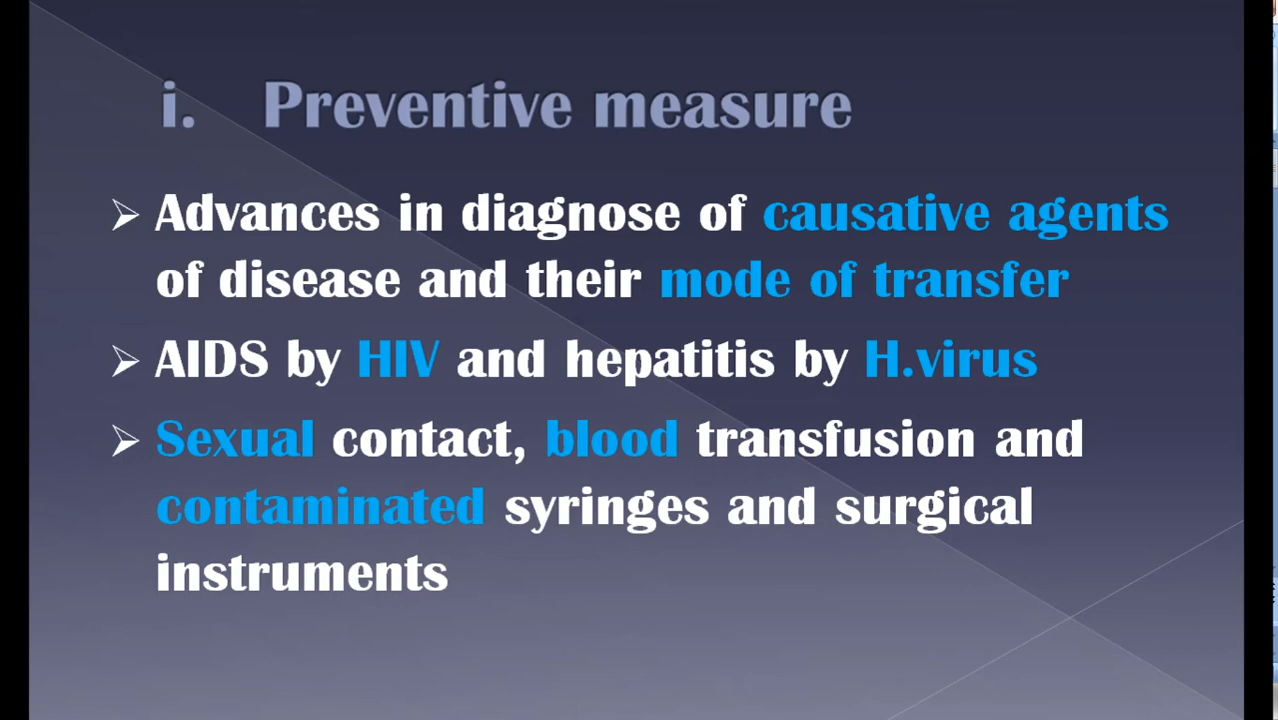 i. Preventive measure
Advances in diagnose of causative agents
of disease and their mode of transfer
AIDS by HIV and hepatitis by H.virus
Sexual contact, blood transfusion and
contaminated syringes and surgical
instruments